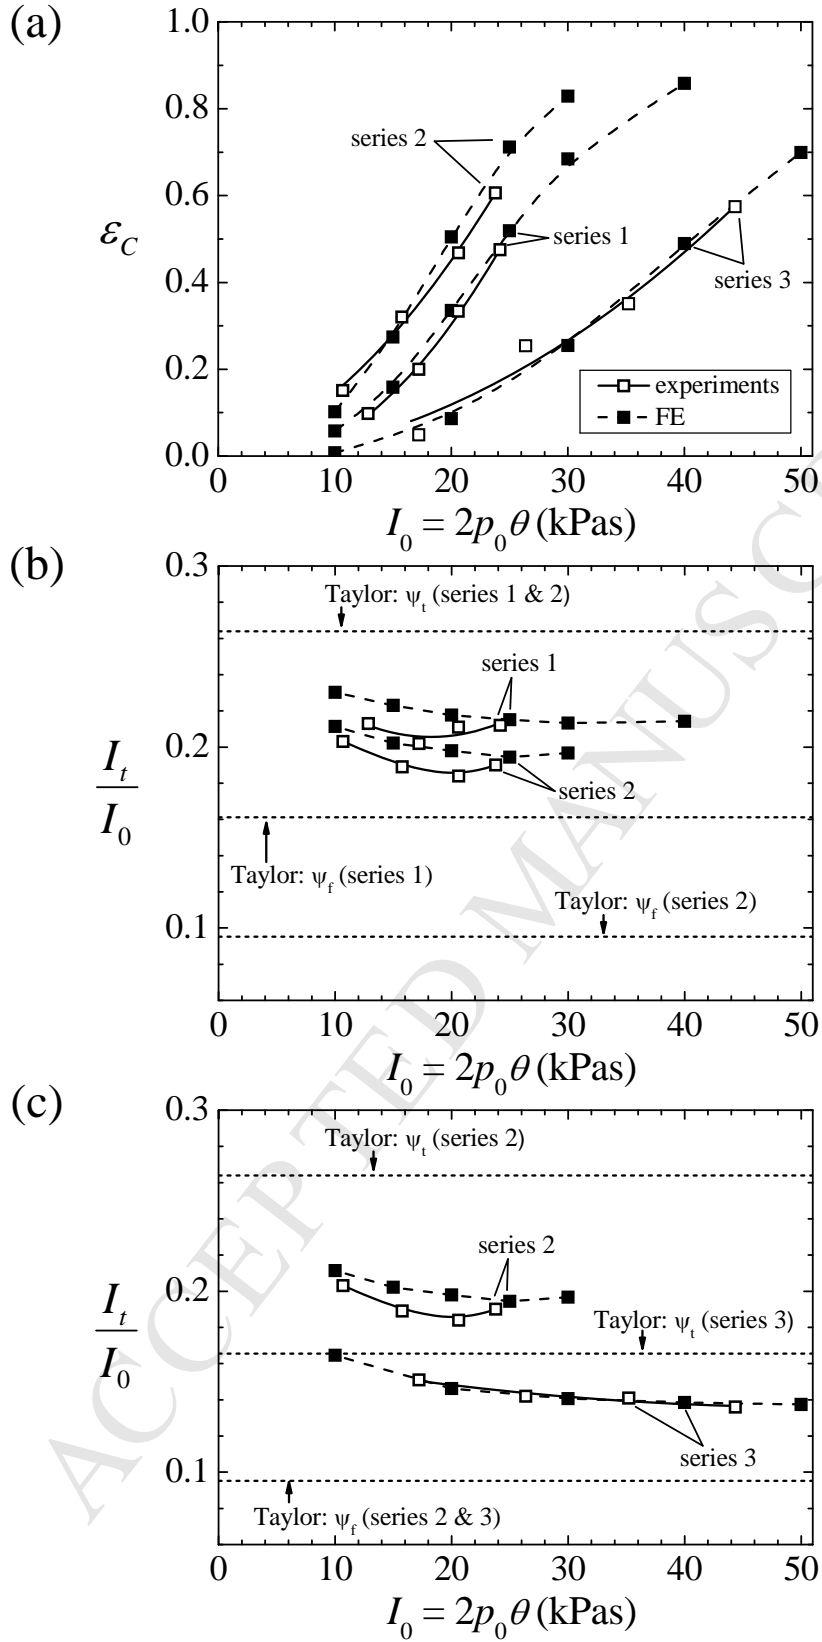 (a)
1.0
0.8
0.6
0.4
0.2
0.0
ε_C
series 2
series 1
series 3
experiments
FE
0 10 20 30 40 50
I_0 = 2p_0θ (kPas)
(b)
0.3
0.2
0.1
I_t
I_0
Taylor: ψ_t (series 1 & 2)
series 1
series 2
Taylor: ψ_f (series 1)
Taylor: ψ_f (series 2)
0 10 20 30 40 50
I_0 = 2p_0θ (kPas)
(c)
0.3
0.2
0.1
I_t
I_0
Taylor: ψ_t (series 2)
series 2
Taylor: ψ_t (series 3)
series 3
Taylor: ψ_f (series 2 & 3)
0 10 20 30 40 50
I_0 = 2p_0θ (kPas)
ACCEPTED MANUSC